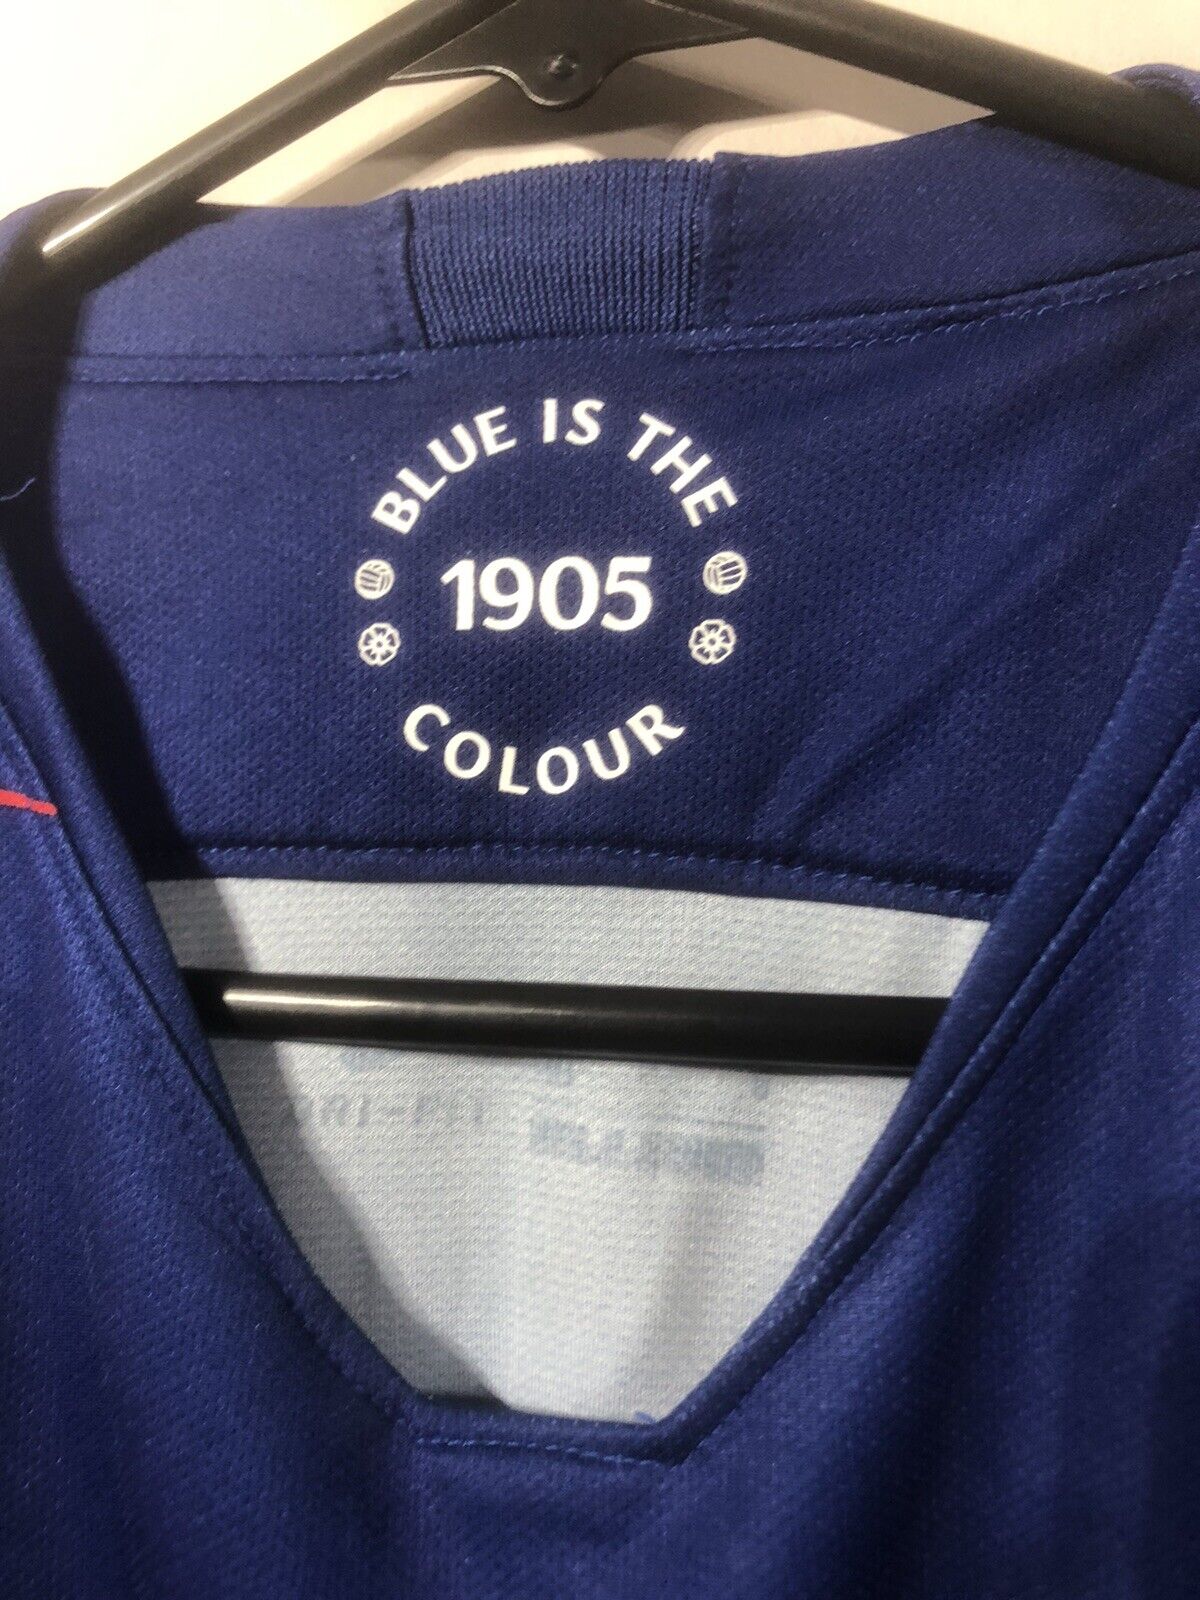 BLUE IS THE
1905
COLOUR